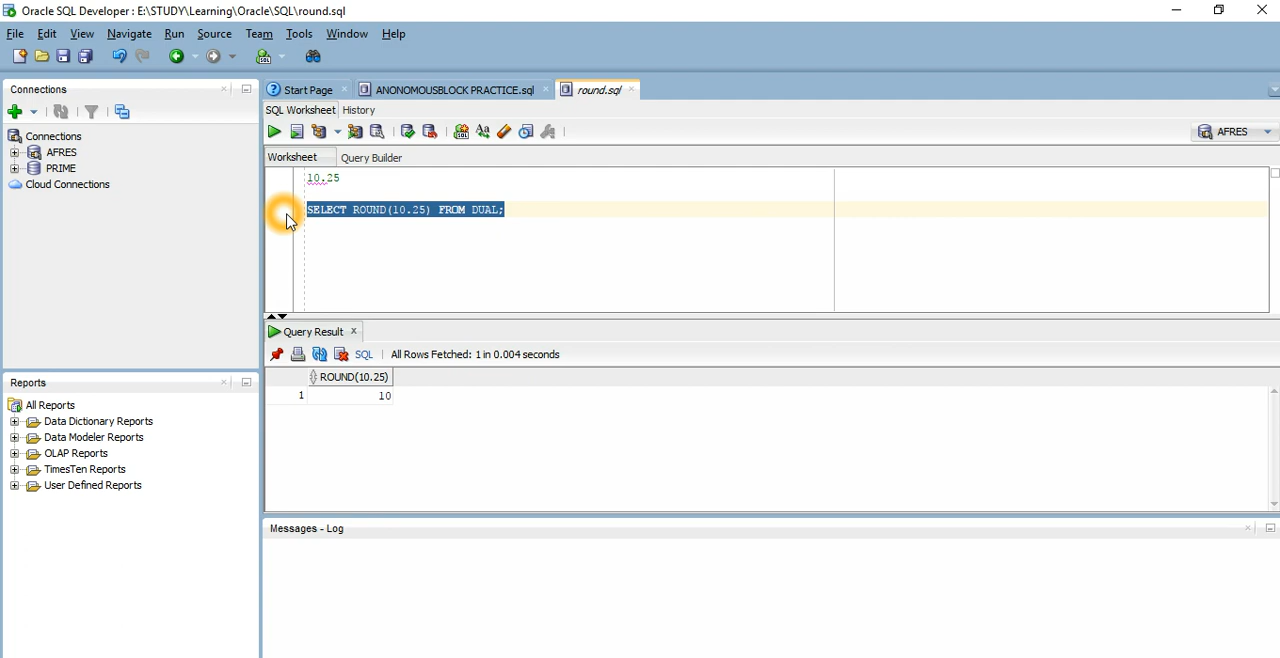 Oracle SQL Developer : E:\STUDY\Learning\Oracle\SQL\round.sql
File Edit View Navigate Run Source Team Tools Window Help
Connections
Connections
AFRES
PRIME
Cloud Connections
Reports
All Reports
Data Dictionary Reports
Data Modeler Reports
OLAP Reports
TimesTen Reports
User Defined Reports
Start Page ANONOMOUSBLOCK PRACTICE.sql round.sql
SQL Worksheet History
AFRES
Worksheet Query Builder
10.25
SELECT ROUND(10.25) FROM DUAL;
Query Result
SQL All Rows Fetched: 1 in 0.004 seconds
ROUND(10.25)
1 10
Messages - Log